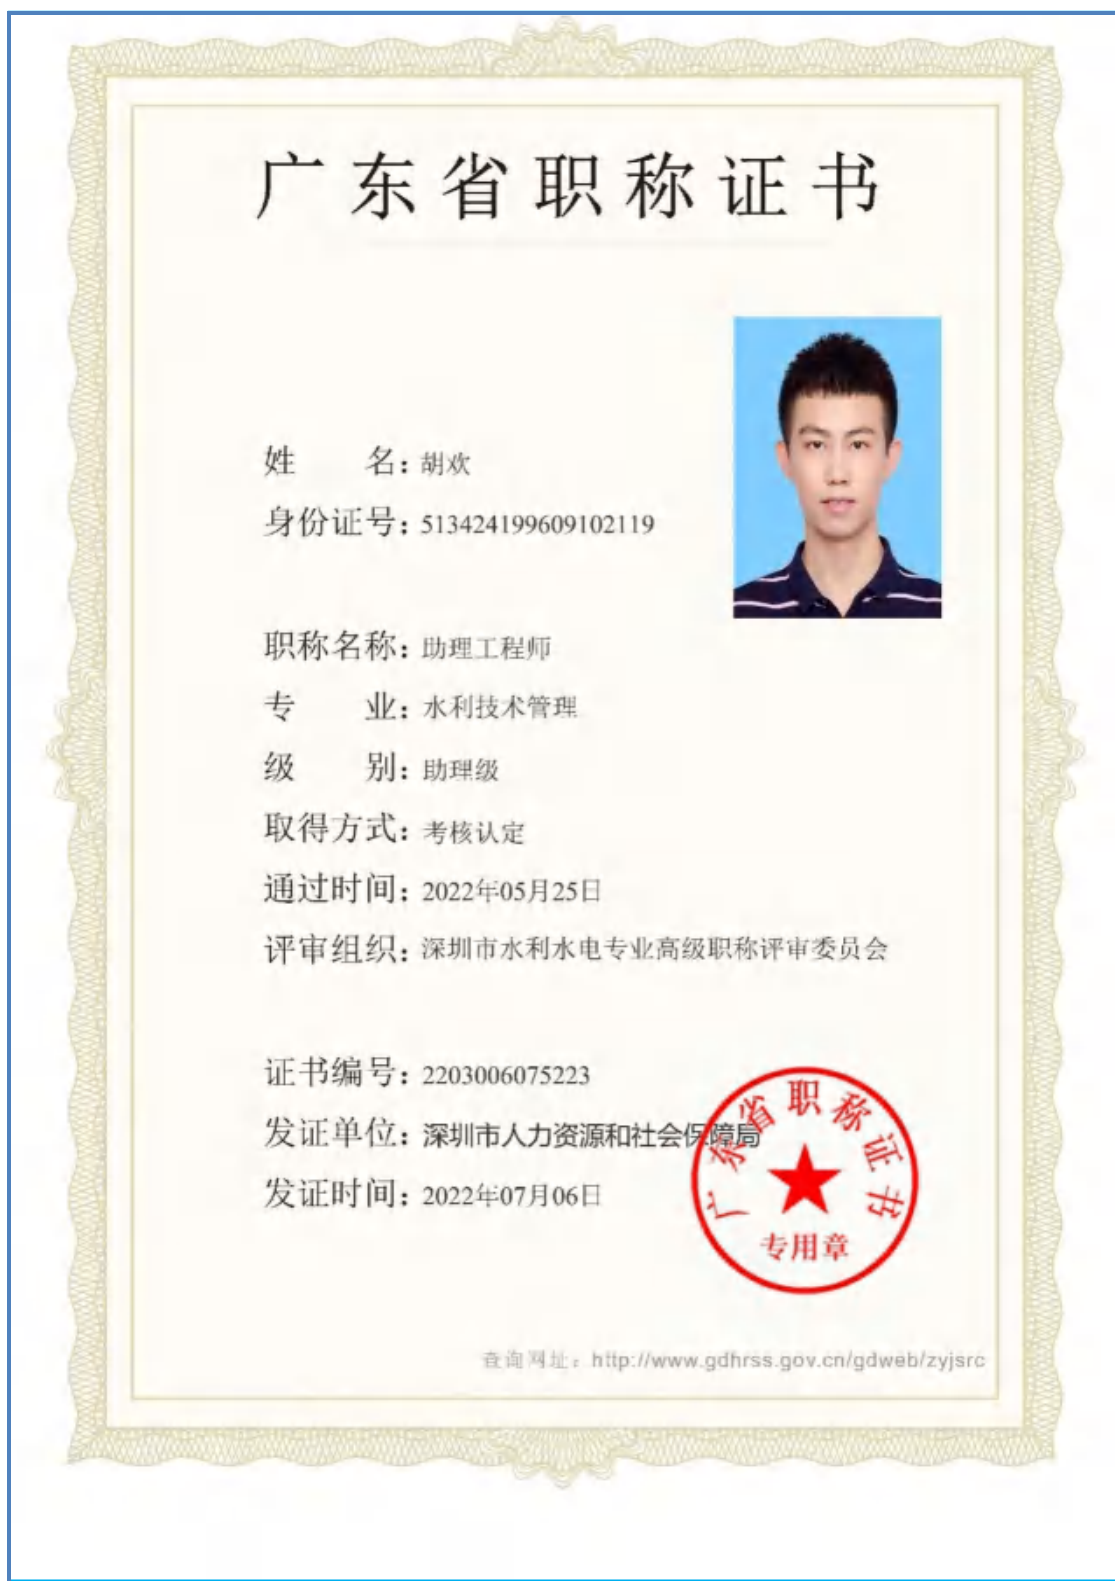 广东省职称证书
姓名：胡欢
身份证号：513424199609102119
职称名称：助理工程师
专业：水利技术管理
级别：助理级
取得方式：考核认定
通过时间：2022年05月25日
评审组织：深圳市水利水电专业高级职称评审委员会
证书编号：2203006075223
发证单位：深圳市人力资源和社会保障局
发证时间：2022年07月06日
广东省职称证书
专用章
查询网址：http://www.gdhrss.gov.cn/gdweb/zyjsrc